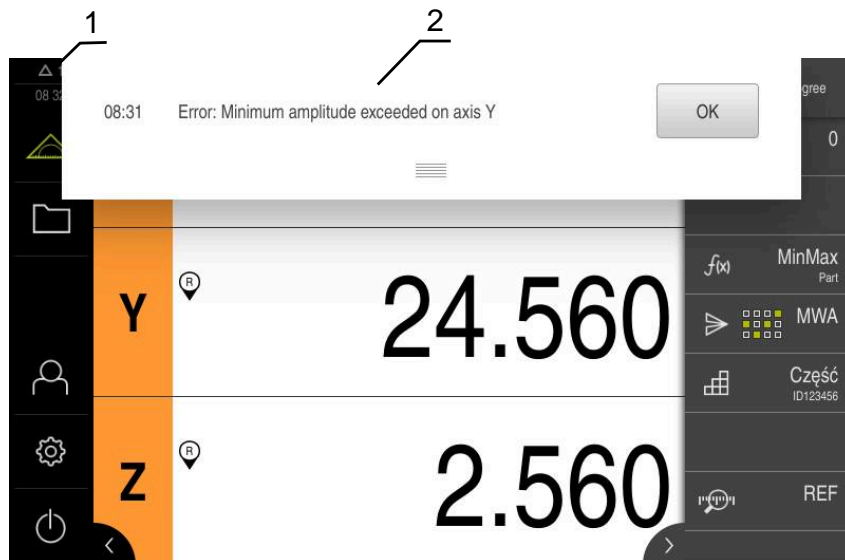 1
2
08:31 Error: Minimum amplitude exceeded on axis Y OK
gree
0
Y R 24.560
f(x) MinMax
Part
MWA
Część
ID123456
Z R 2.560
REF